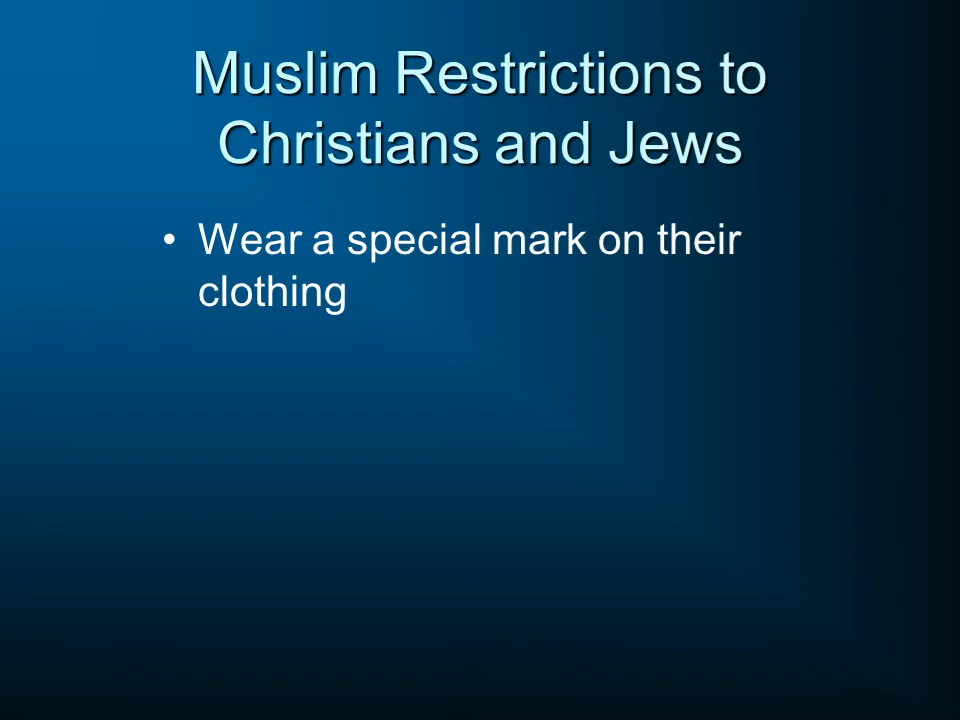 Muslim Restrictions to
Christians and Jews
• Wear a special mark on their
clothing